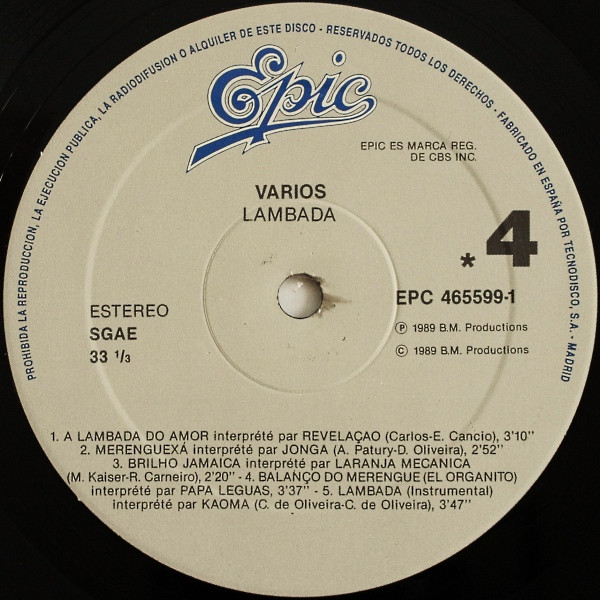 PROHIBIDA LA REPRODUCCION, LA EJECUCION PUBLICA, LA RADIODIFUSION O ALQUILER DE ESTE DISCO - RESERVADOS TODOS LOS DERECHOS - FABRICADO EN ESPAÑA POR TECNODISCO, S.A. - MADRID
Epic
EPIC ES MARCA REG.
DE CBS INC.
VARIOS
LAMBADA
*4
ESTEREO
SGAE
33 1/3
EPC 465599-1
℗ 1989 B.M. Productions
© 1989 B.M. Productions
1. A LAMBADA DO AMOR interprété par REVELAÇAO (Carlos-E. Cancio), 3'10"
2. MERENGUEXÁ interprété par JONGA (A. Patury-D. Oliveira), 2'52"
3. BRILHO JAMAICA interprété par LARANJA MECANICA
(M. Kaiser-R. Carneiro), 2'20" - 4. BALANÇO DO MERENGUE (EL ORGANITO)
interprété par PAPA LEGUAS, 3'37" - 5. LAMBADA (Instrumental)
interprété par KAOMA (C. de Oliveira-C. de Oliveira), 3'47"